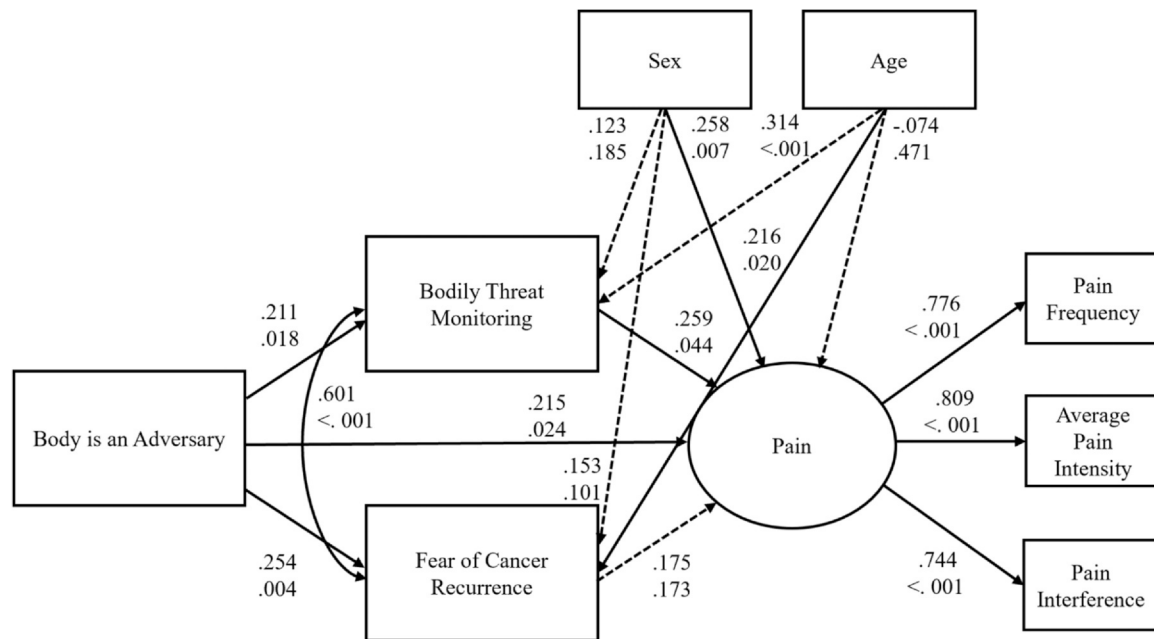 Sex
Age
.123
.185
.258
.007
.314
<.001
-.074
.471
Bodily Threat
Monitoring
.216
.020
Pain
Frequency
.776
< .001
.211
.018
.259
.044
.601
<. 001
Body is an Adversary
.215
.024
Pain
.809
<. 001
Average
Pain
Intensity
.153
.101
.254
.004
Fear of Cancer
Recurrence
.175
.173
.744
<. 001
Pain
Interference